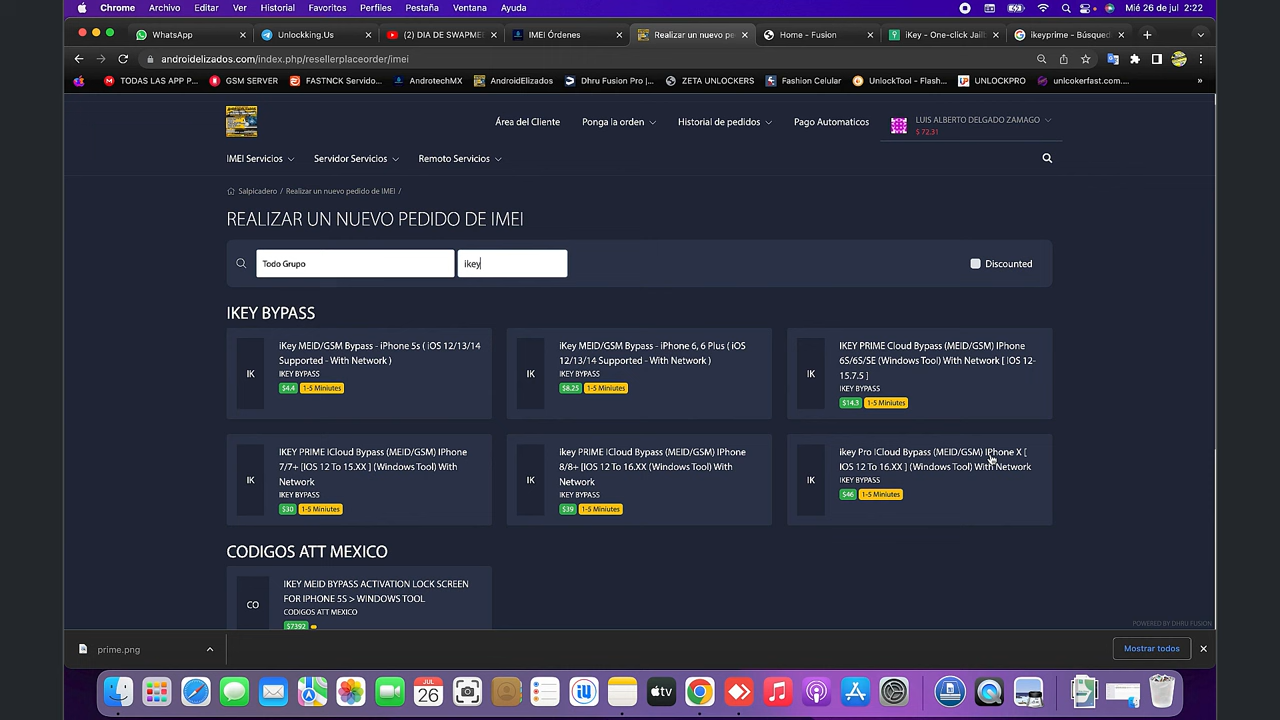 Chrome Archivo Editar Ver Historial Favoritos Perfiles Pestaña Ventana Ayuda Mié 26 de jul 2:22
WhatsApp Unlockking.Us (2) DIA DE SWAPMEE IMEI Órdenes Realizar un nuevo pe Home - Fusion iKey - One-click Jailb ikeyprime - Búsqued
androidelizados.com/index.php/resellerplaceorder/imei
TODAS LAS APP P... GSM SERVER FASTNCK Servido... AndrotechMX AndroidElizados Dhru Fusion Pro |... ZETA UNLOCKERS Fashion Celular UnlockTool - Flash... UNLOCKPRO unlcokerfast.com....
Área del Cliente Ponga la orden Historial de pedidos Pago Automaticos LUIS ALBERTO DELGADO ZAMAGO
$ 72.31
IMEI Servicios Servidor Servicios Remoto Servicios
Salpicadero / Realizar un nuevo pedido de IMEI /
REALIZAR UN NUEVO PEDIDO DE IMEI
Todo Grupo ikey Discounted
IKEY BYPASS
IK
iKey MEID/GSM Bypass - iPhone 5s ( iOS 12/13/14
Supported - With Network )
IKEY BYPASS
$4.4 1-5 Miniutes
IK
iKey MEID/GSM Bypass - iPhone 6, 6 Plus ( iOS
12/13/14 Supported - With Network )
IKEY BYPASS
$8.25 1-5 Miniutes
IK
IKEY PRIME Cloud Bypass (MEID/GSM) IPhone
6S/6S/SE (Windows Tool) With Network [ IOS 12-
15.7.5 ]
IKEY BYPASS
$14.3 1-5 Miniutes
IK
IKEY PRIME ICloud Bypass (MEID/GSM) IPhone
7/7+ [IOS 12 To 15.XX ] (Windows Tool) With
Network
IKEY BYPASS
$30 1-5 Miniutes
IK
ikey PRIME ICloud Bypass (MEID/GSM) IPhone
8/8+ [IOS 12 To 16.XX (Windows Tool) With
Network
IKEY BYPASS
$39 1-5 Miniutes
IK
ikey Pro ICloud Bypass (MEID/GSM) IPhone X [
IOS 12 To 16.XX ] (Windows Tool) With Network
IKEY BYPASS
$46 1-5 Miniutes
CODIGOS ATT MEXICO
CO
IKEY MEID BYPASS ACTIVATION LOCK SCREEN
FOR IPHONE 5S > WINDOWS TOOL
CODIGOS ATT MEXICO
$7392
POWERED BY DHRU FUSION
prime.png Mostrar todos
JUL
26
tv